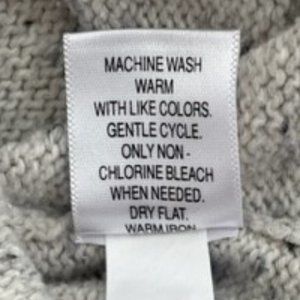 MACHINE WASH
WARM
WITH LIKE COLORS.
GENTLE CYCLE.
ONLY NON -
CHLORINE BLEACH
WHEN NEEDED.
DRY FLAT.
WARM IRON